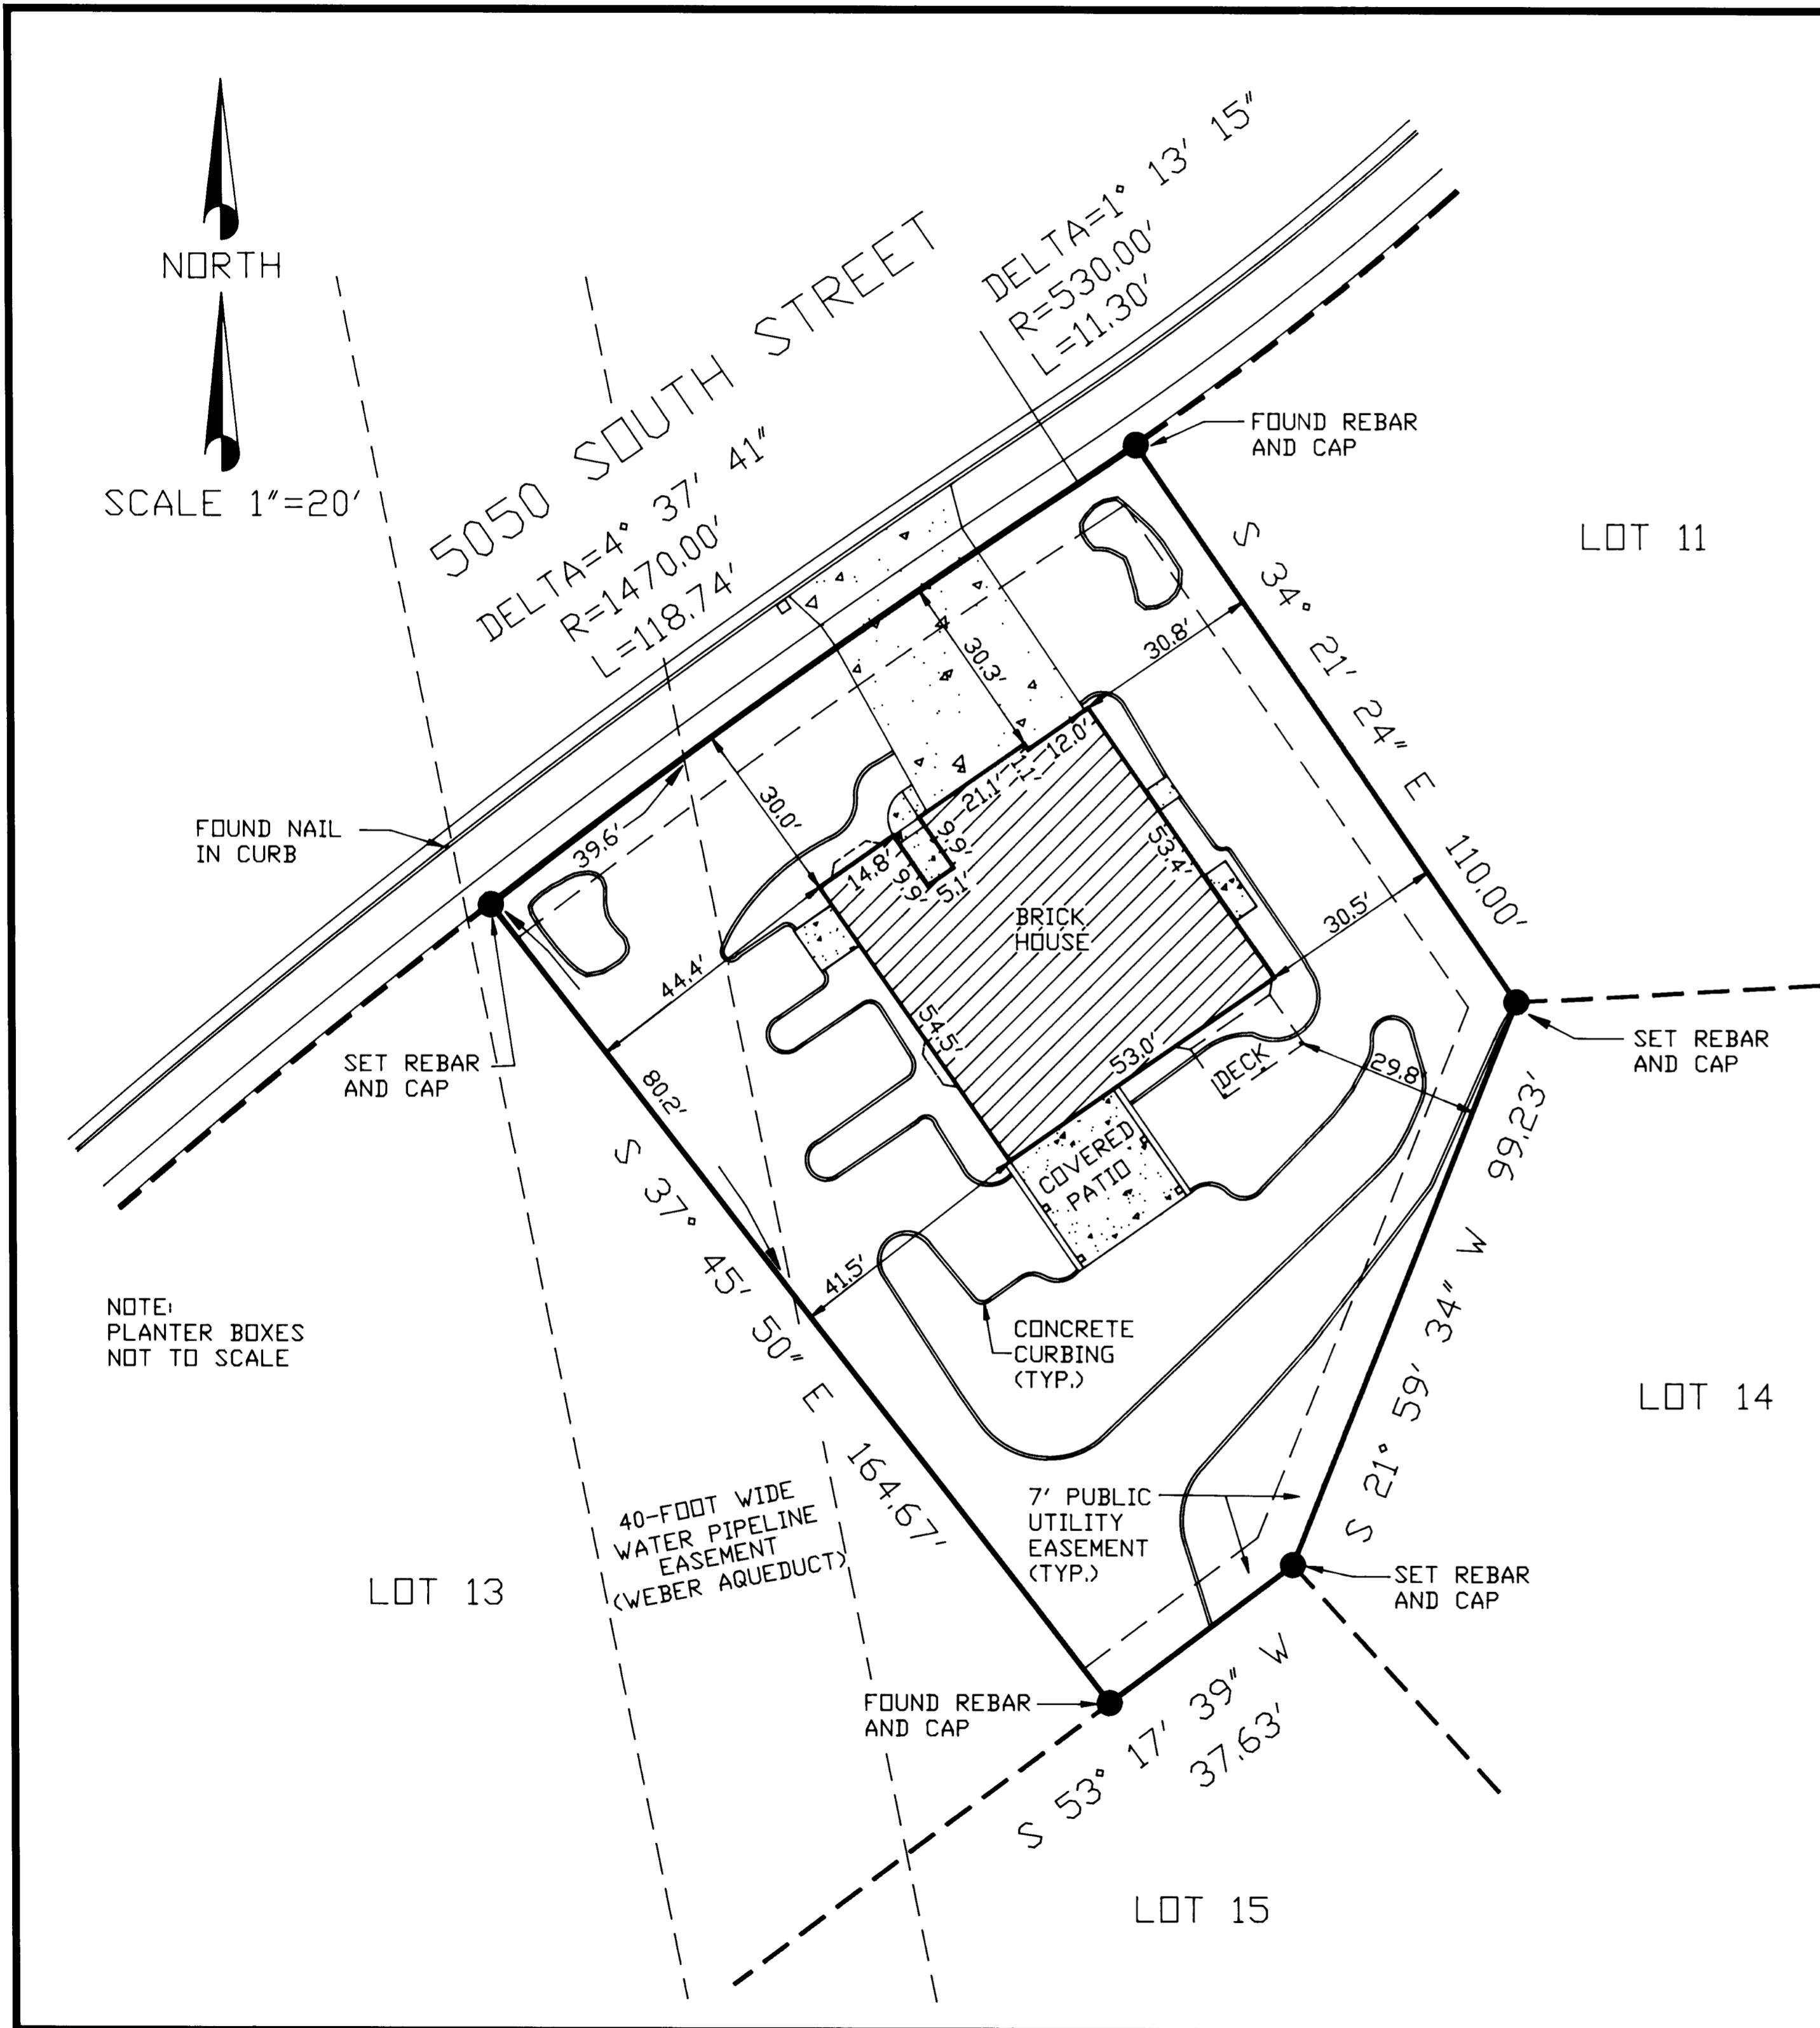 NORTH
SCALE 1"=20'
5050 SOUTH STREET
DELTA=4° 37' 41"
R=1470.00'
L=118.74'
DELTA=1° 13' 15"
R=530.00'
L=11.30'
FOUND REBAR
AND CAP
LOT 11
S 34° 21' 24" E 110.00'
30.8'
30.3'
12.0'
1.1'
21.1'
30.0'
39.6'
FOUND NAIL
IN CURB
14.8'
9.9'
9.9'
5.1'
53.4'
BRICK
HOUSE
30.5'
44.4'
54.5'
53.0'
SET REBAR
AND CAP
SET REBAR
AND CAP
DECK
29.8'
80.2'
COVERED
PATIO
S 21° 59' 34" W 99.23'
S 37° 45' 50" E 164.67'
41.5'
NOTE:
PLANTER BOXES
NOT TO SCALE
CONCRETE
CURBING
(TYP.)
LOT 14
40-FOOT WIDE
WATER PIPELINE
EASEMENT
(WEBER AQUEDUCT)
7' PUBLIC
UTILITY
EASEMENT
(TYP.)
LOT 13
SET REBAR
AND CAP
FOUND REBAR
AND CAP
S 53° 17' 39" W
37.63'
LOT 15